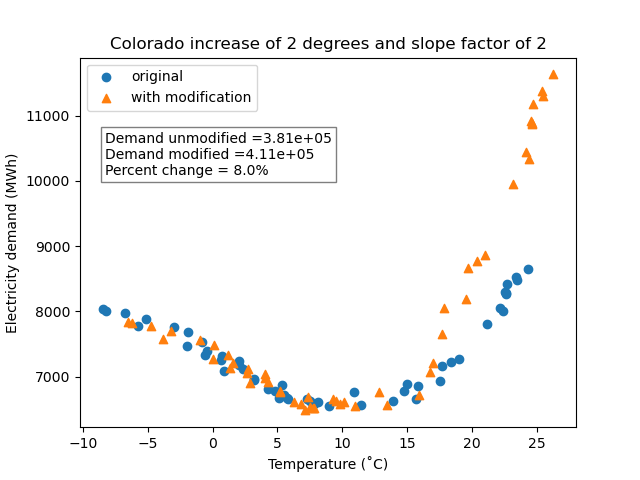 Colorado increase of 2 degrees and slope factor of 2
original
with modification
Demand unmodified =3.81e+05
Demand modified =4.11e+05
Percent change = 8.0%
Electricity demand (MWh)
11000
10000
9000
8000
7000
−10 −5 0 5 10 15 20 25
Temperature (˚C)